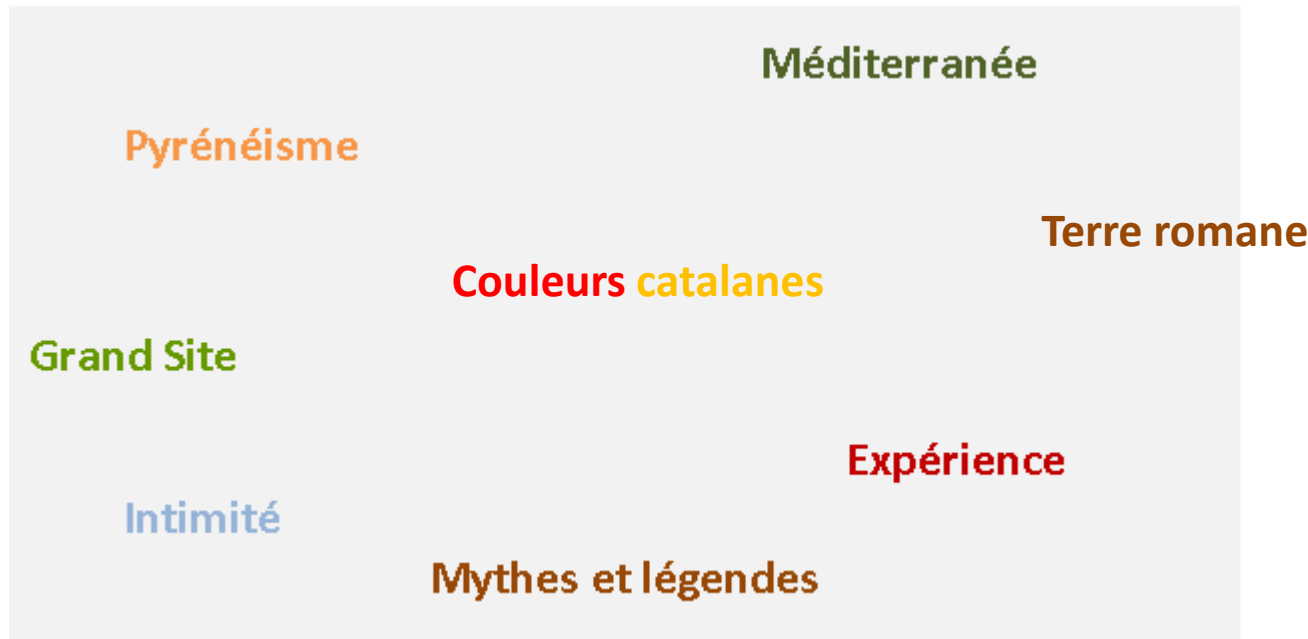 Méditerranée
Pyrénéisme
Terre romane
Couleurs catalanes
Grand Site
Expérience
Intimité
Mythes et légendes